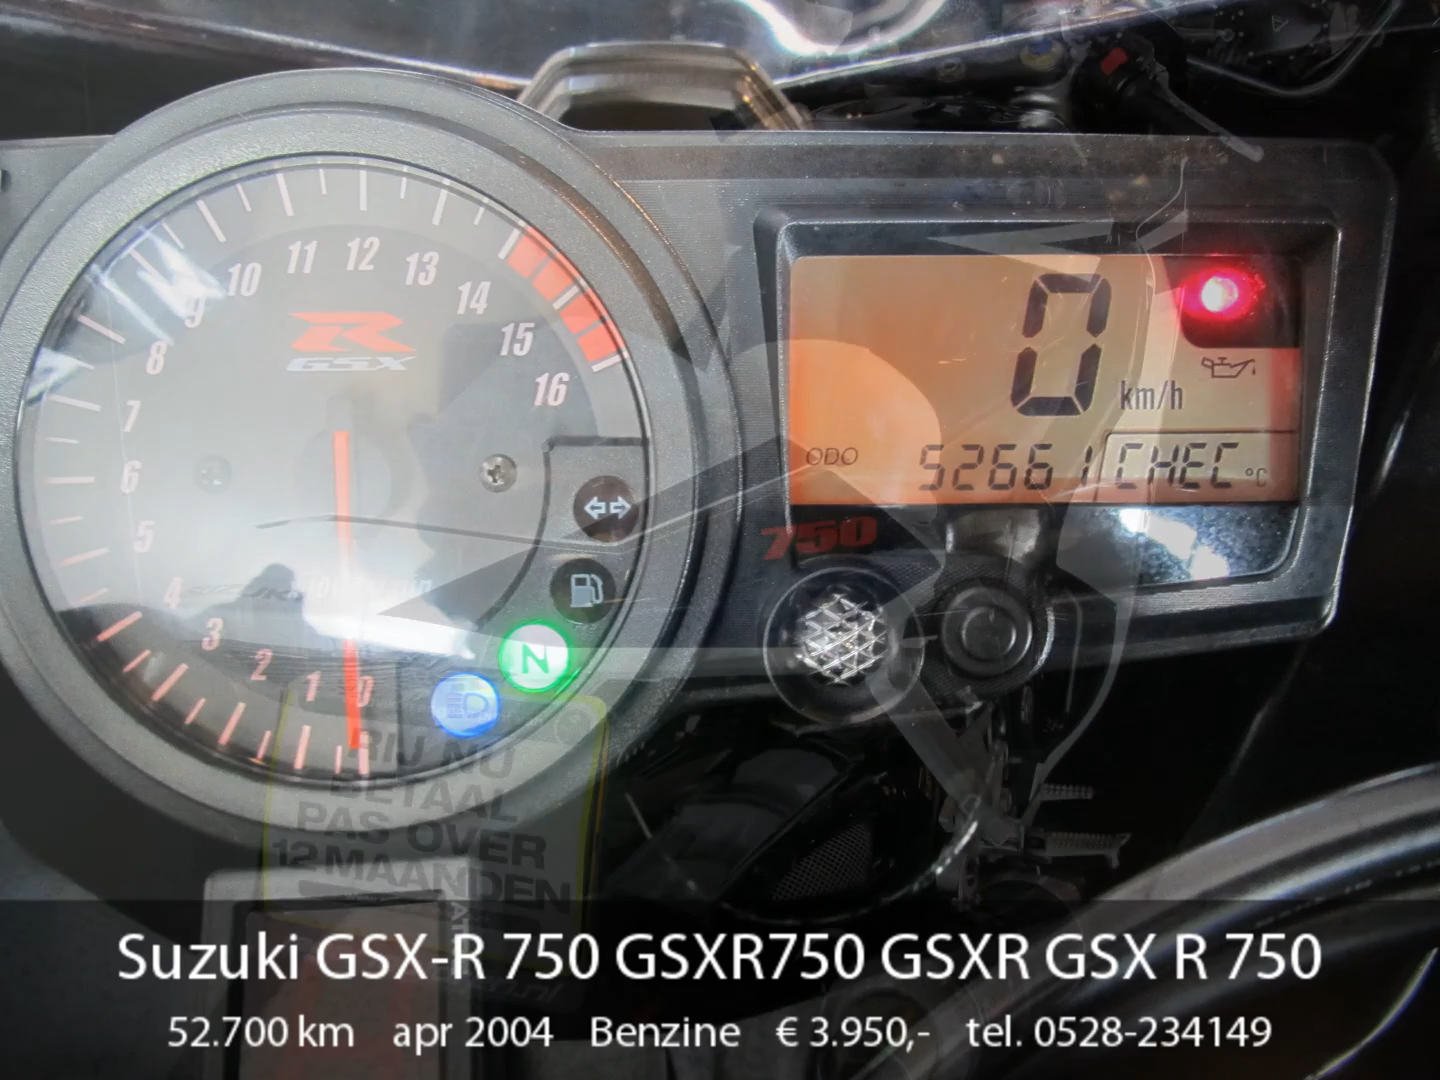 11 12 13
10 14
9 15
8 16
7
6
5
4
3
2
1 0
R
GSX
N
0
km/h
ODO 52661 CHEC °C
750
NU
BETAAL
PAS OVER
12 MAANDEN
Suzuki GSX-R 750 GSXR750 GSXR GSX R 750
52.700 km apr 2004 Benzine € 3.950,- tel. 0528-234149